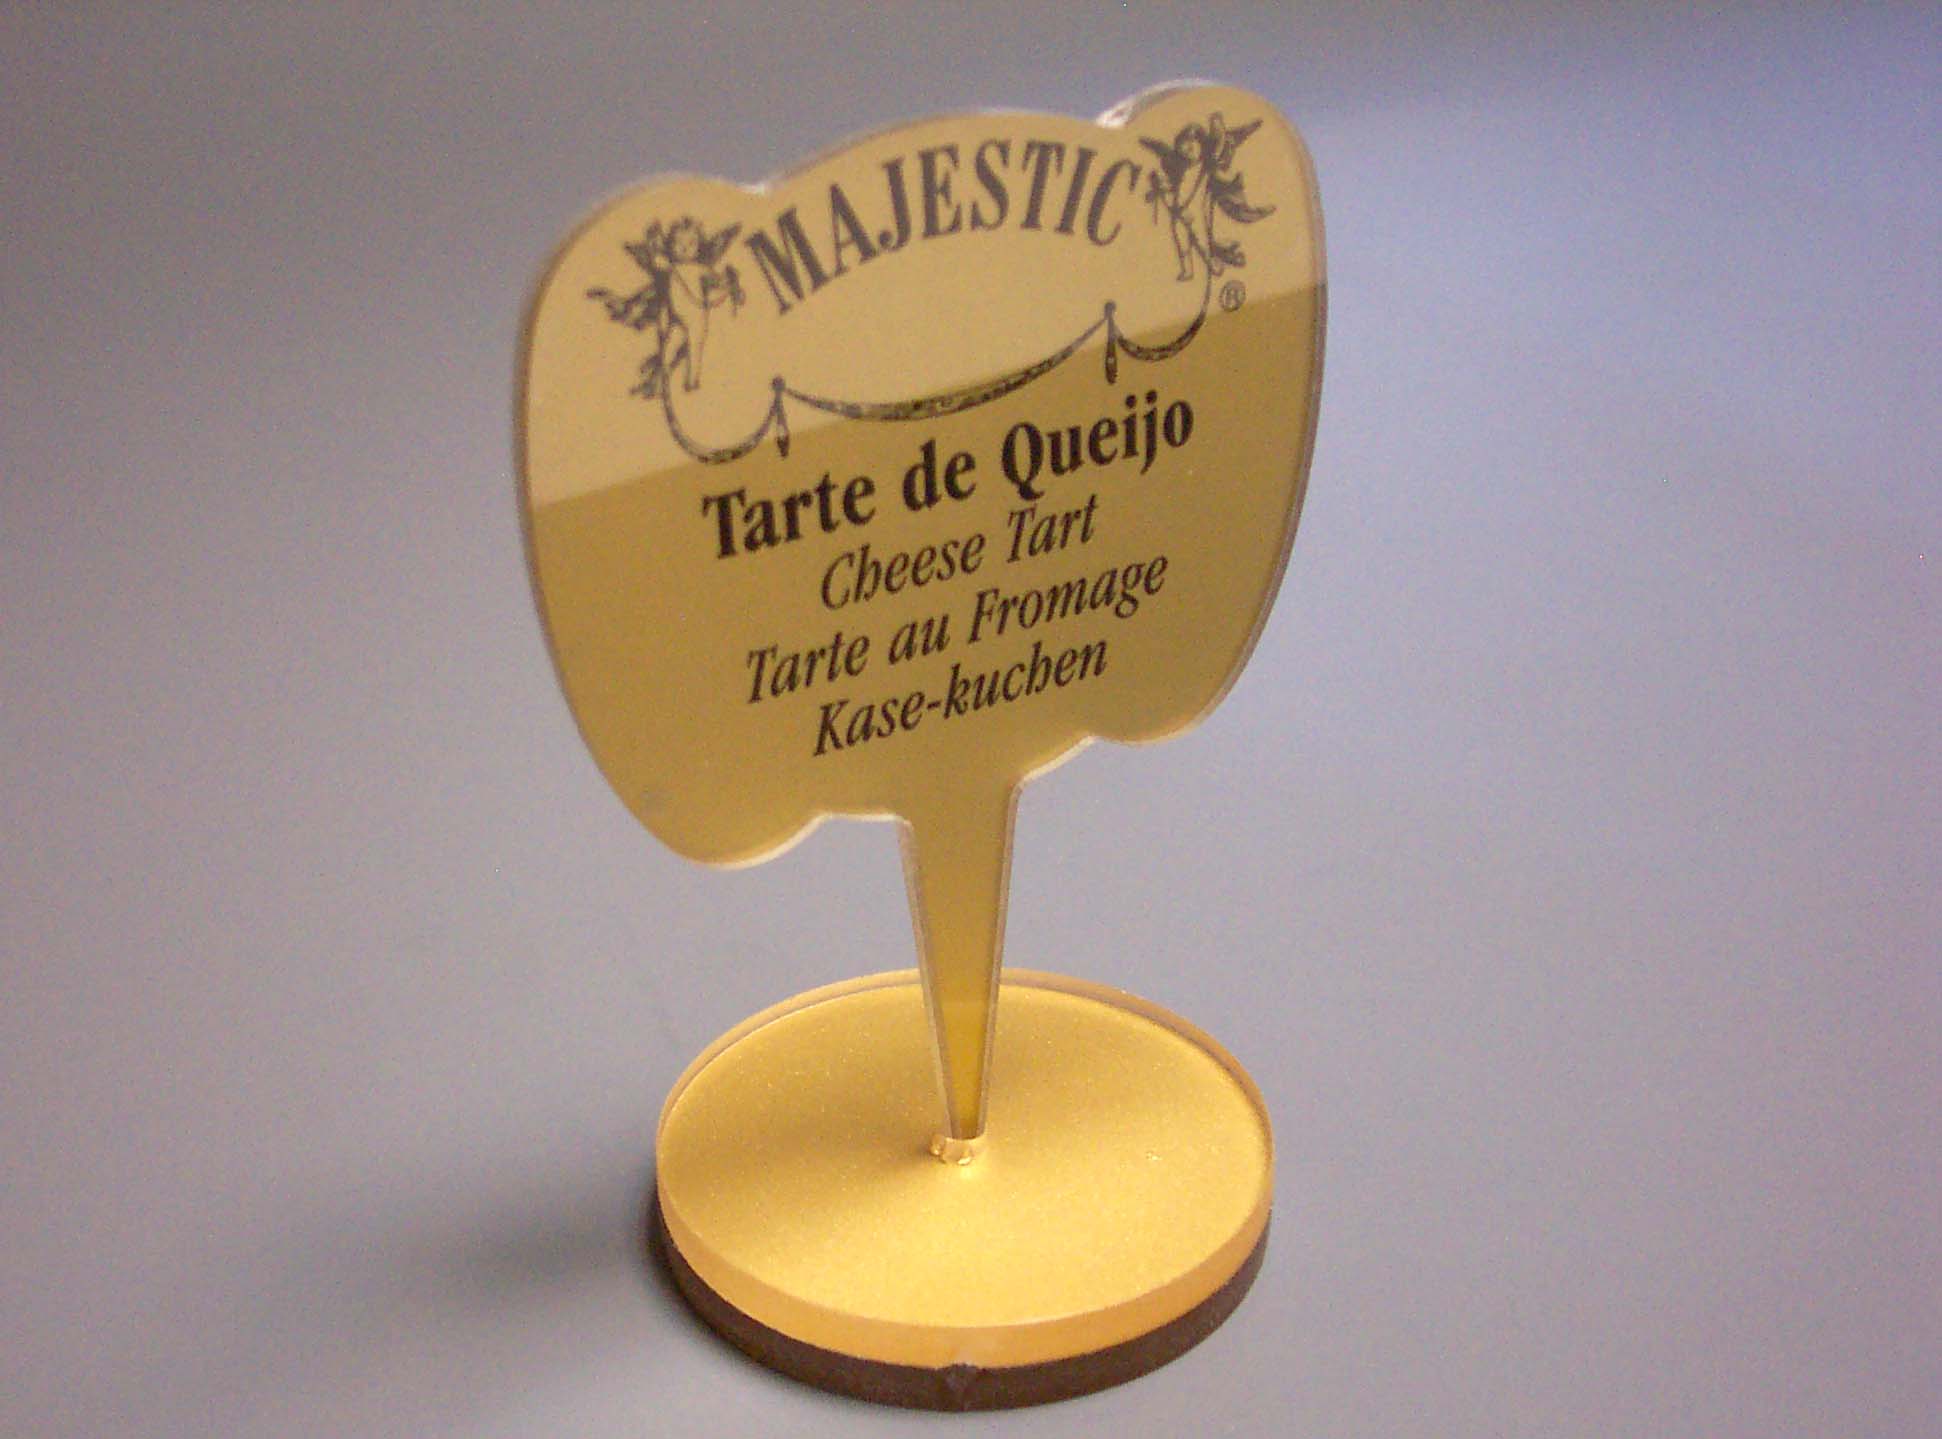 MAJESTIC
®
Tarte de Queijo
Cheese Tart
Tarte au Fromage
Kase-kuchen